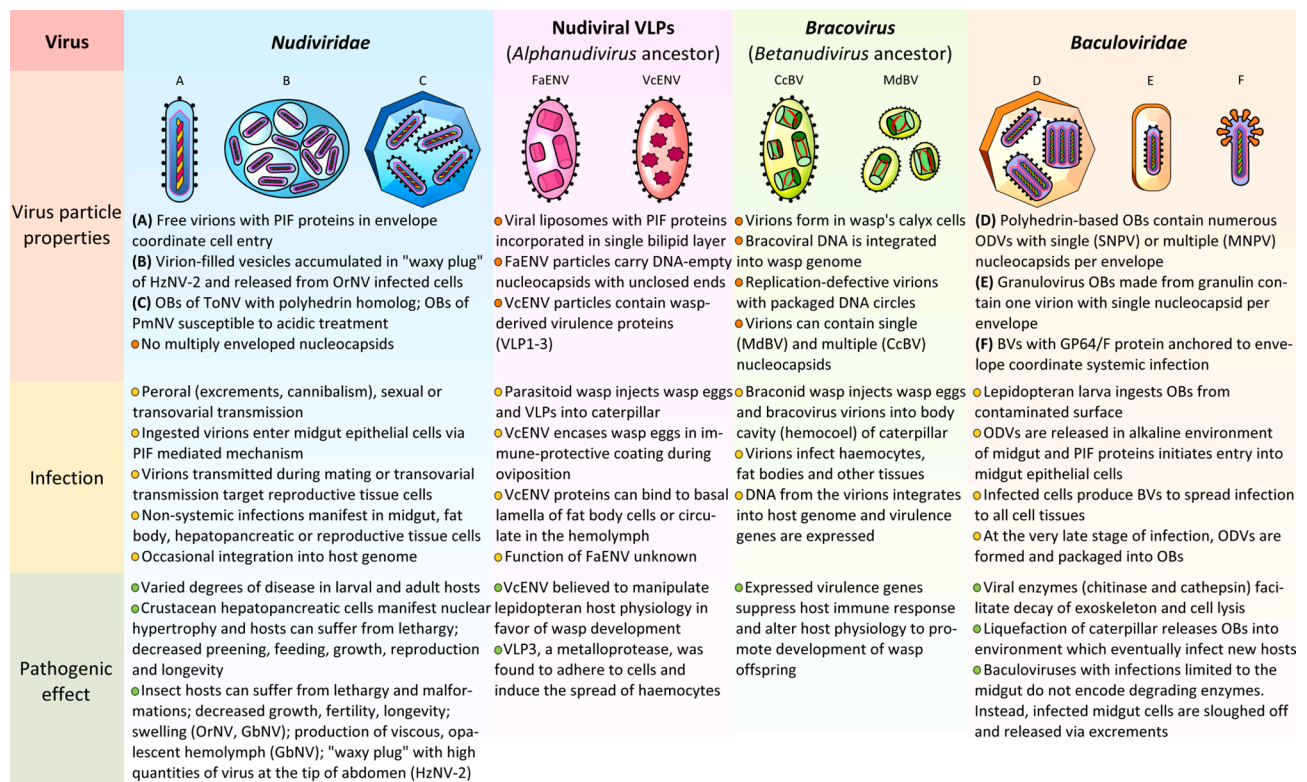 Virus
Nudiviridae
Nudiviral VLPs
(Alphanudivirus ancestor)
Bracovirus
(Betanudivirus ancestor)
Baculoviridae
Virus particle
properties
A
B
C
(A) Free virions with PIF proteins in envelope
coordinate cell entry
(B) Virion-filled vesicles accumulated in "waxy plug"
of HzNV-2 and released from OrNV infected cells
(C) OBs of ToNV with polyhedrin homolog; OBs of
PmNV susceptible to acidic treatment
No multiply enveloped nucleocapsids
FaENV
VcENV
Viral liposomes with PIF proteins
incorporated in single bilipid layer
FaENV particles carry DNA-empty
nucleocapsids with unclosed ends
VcENV particles contain wasp-
derived virulence proteins
(VLP1-3)
CcBV
MdBV
Virions form in wasp's calyx cells
Bracoviral DNA is integrated
into wasp genome
Replication-defective virions
with packaged DNA circles
Virions can contain single
(MdBV) and multiple (CcBV)
nucleocapsids
D
E
F
(D) Polyhedrin-based OBs contain numerous
ODVs with single (SNPV) or multiple (MNPV)
nucleocapsids per envelope
(E) Granulovirus OBs made from granulin con-
tain one virion with single nucleocapsid per
envelope
(F) BVs with GP64/F protein anchored to enve-
lope coordinate systemic infection
Infection
Peroral (excrements, cannibalism), sexual or
transovarial transmission
Ingested virions enter midgut epithelial cells via
PIF mediated mechanism
Virions transmitted during mating or transovarial
transmission target reproductive tissue cells
Non-systemic infections manifest in midgut, fat
body, hepatopancreatic or reproductive tissue cells
Occasional integration into host genome
Parasitoid wasp injects wasp eggs
and VLPs into caterpillar
VcENV encases wasp eggs in im-
mune-protective coating during
oviposition
VcENV proteins can bind to basal
lamella of fat body cells or circu-
late in the hemolymph
Function of FaENV unknown
Braconid wasp injects wasp eggs
and bracovirus virions into body
cavity (hemocoel) of caterpillar
Virions infect haemocytes,
fat bodies and other tissues
DNA from the virions integrates
into host genome and virulence
genes are expressed
Lepidopteran larva ingests OBs from
contaminated surface
ODVs are released in alkaline environment
of midgut and PIF proteins initiates entry into
midgut epithelial cells
Infected cells produce BVs to spread infection
to all cell tissues
At the very late stage of infection, ODVs are
formed and packaged into OBs
Pathogenic
effect
Varied degrees of disease in larval and adult hosts
Crustacean hepatopancreatic cells manifest nuclear
hypertrophy and hosts can suffer from lethargy;
decreased preening, feeding, growth, reproduction
and longevity
Insect hosts can suffer from lethargy and malfor-
mations; decreased growth, fertility, longevity;
swelling (OrNV, GbNV); production of viscous, opa-
lescent hemolymph (GbNV); "waxy plug" with high
quantities of virus at the tip of abdomen (HzNV-2)
VcENV believed to manipulate
lepidopteran host physiology in
favor of wasp development
VLP3, a metalloprotease, was
found to adhere to cells and
induce the spread of haemocytes
Expressed virulence genes
suppress host immune response
and alter host physiology to pro-
mote development of wasp
offspring
Viral enzymes (chitinase and cathepsin) faci-
litate decay of exoskeleton and cell lysis
Liquefaction of caterpillar releases OBs into
environment which eventually infect new hosts
Baculoviruses with infections limited to the
midgut do not encode degrading enzymes.
Instead, infected midgut cells are sloughed off
and released via excrements